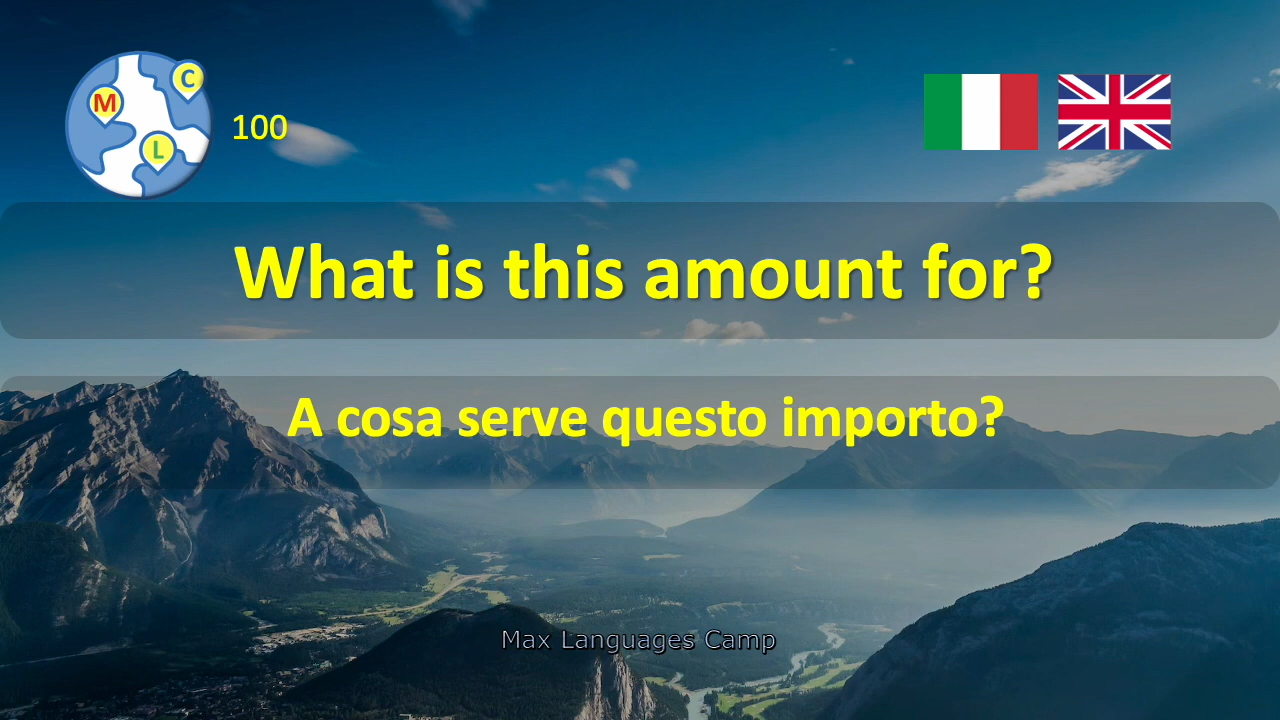 M
C
L
100
What is this amount for?
A cosa serve questo importo?
Max Languages Camp